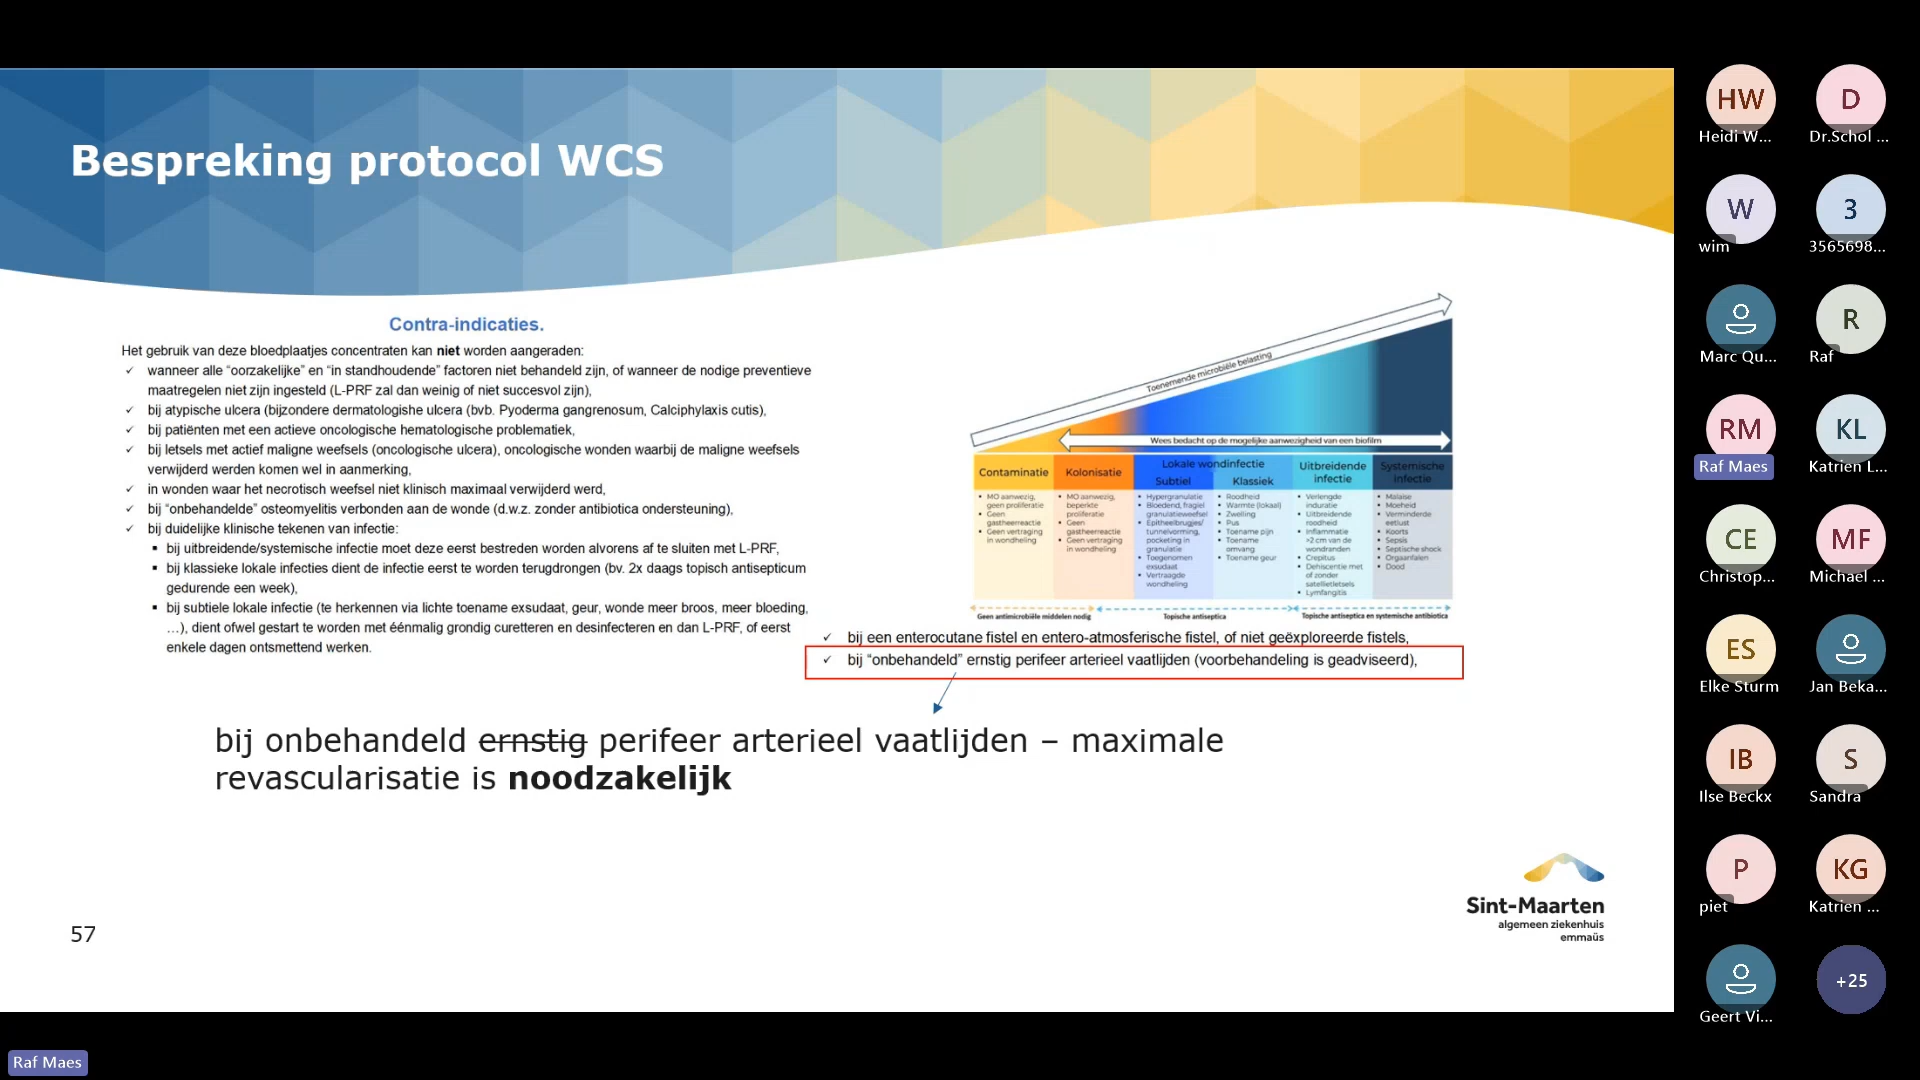 Bespreking protocol WCS
Contra-indicaties.
Het gebruik van deze bloedplaatjes concentraten kan niet worden aangeraden:
✓ wanneer alle “oorzakelijke” en “in standhoudende” factoren niet behandeld zijn, of wanneer de nodige preventieve
maatregelen niet zijn ingesteld (L-PRF zal dan weinig of niet succesvol zijn),
✓ bij atypische ulcera (bijzondere dermatologishe ulcera (bvb. Pyoderma gangrenosum, Calciphylaxis cutis),
✓ bij patiënten met een actieve oncologische hematologische problematiek,
✓ bij letsels met actief maligne weefsels (oncologische ulcera), oncologische wonden waarbij de maligne weefsels
verwijderd werden komen wel in aanmerking,
✓ in wonden waar het necrotisch weefsel niet klinisch maximaal verwijderd werd,
✓ bij “onbehandelde” osteomyelitis verbonden aan de wonde (d.w.z. zonder antibiotica ondersteuning),
✓ bij duidelijke klinische tekenen van infectie:
▪ bij uitbreidende/systemische infectie moet deze eerst bestreden worden alvorens af te sluiten met L-PRF,
▪ bij klassieke lokale infecties dient de infectie eerst te worden terugdrongen (bv. 2x daags topisch antisepticum
gedurende een week),
▪ bij subtiele lokale infectie (te herkennen via lichte toename exsudaat, geur, wonde meer broos, meer bloeding,
…), dient ofwel gestart te worden met éénmalig grondig curetteren en desinfecteren en dan L-PRF, of eerst
enkele dagen ontsmettend werken.
Toenemende microbiële belasting
Wees bedacht op de mogelijke aanwezigheid van een biofilm
Contaminatie
• MO aanwezig,
geen proliferatie
• Geen
gastheerreactie
• Geen vertraging
in wondheling
Kolonisatie
• MO aanwezig,
beperkte
proliferatie
• Geen
gastheerreactie
• Geen vertraging
in wondheling
Lokale wondinfectie
Subtiel
• Hypergranulatie
• Bloedend, fragiel
granulatieweefsel
• Epitheelbrugjes/
tunnelvorming,
pocketing in
granulatie
• Toegenomen
exsudaat
• Vertraagde
wondheling
Klassiek
• Roodheid
• Warmte (lokaal)
• Zwelling
• Pus
• Toename pijn
• Toename
omvang
• Toename geur
Uitbreidende
infectie
• Verlengde
induratie
• Uitbreidende
roodheid
• Inflammatie
>2 cm van de
wondranden
• Crepitus
• Dehiscentie met
of zonder
satellietletsels
• Lymfangitis
Systemische
infectie
• Malaise
• Moeheid
• Verminderde
eetlust
• Koorts
• Sepsis
• Septische shock
• Orgaanfalen
• Dood
Geen antimicrobiële middelen nodig
Topische antiseptica
Topische antiseptica en systemische antibiotica
✓ bij een enterocutane fistel en entero-atmosferische fistel, of niet geëxploreerde fistels,
✓ bij “onbehandeld” ernstig perifeer arterieel vaatlijden (voorbehandeling is geadviseerd),
bij onbehandeld ernstig perifeer arterieel vaatlijden – maximale
revascularisatie is noodzakelijk
57
Sint-Maarten
algemeen ziekenhuis
emmaüs
HW
Heidi W...
D
Dr.Schol ...
W
wim
3
3565698...
Marc Qu...
R
Raf
RM
Raf Maes
KL
Katrien L...
CE
Christop...
MF
Michael ...
ES
Elke Sturm
Jan Beka...
IB
Ilse Beckx
S
Sandra
P
piet
KG
Katrien ...
Geert Vi...
+25
Raf Maes